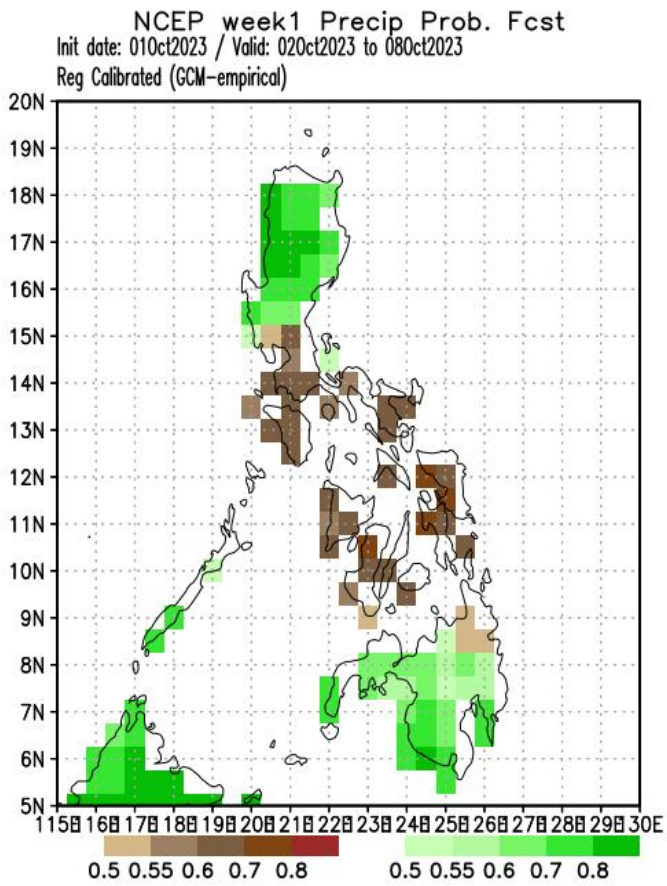 NCEP week1 Precip Prob. Fcst
Init date: 01Oct2023 / Valid: 02Oct2023 to 08Oct2023
Reg Calibrated (GCM-empirical)
20N
19N
18N
17N
16N
15N
14N
13N
12N
11N
10N
9N
8N
7N
6N
5N
115E 116E 117E 118E 119E 120E 121E 122E 123E 124E 125E 126E 127E 128E 129E 130E
0.5 0.55 0.6 0.7 0.8 0.5 0.55 0.6 0.7 0.8